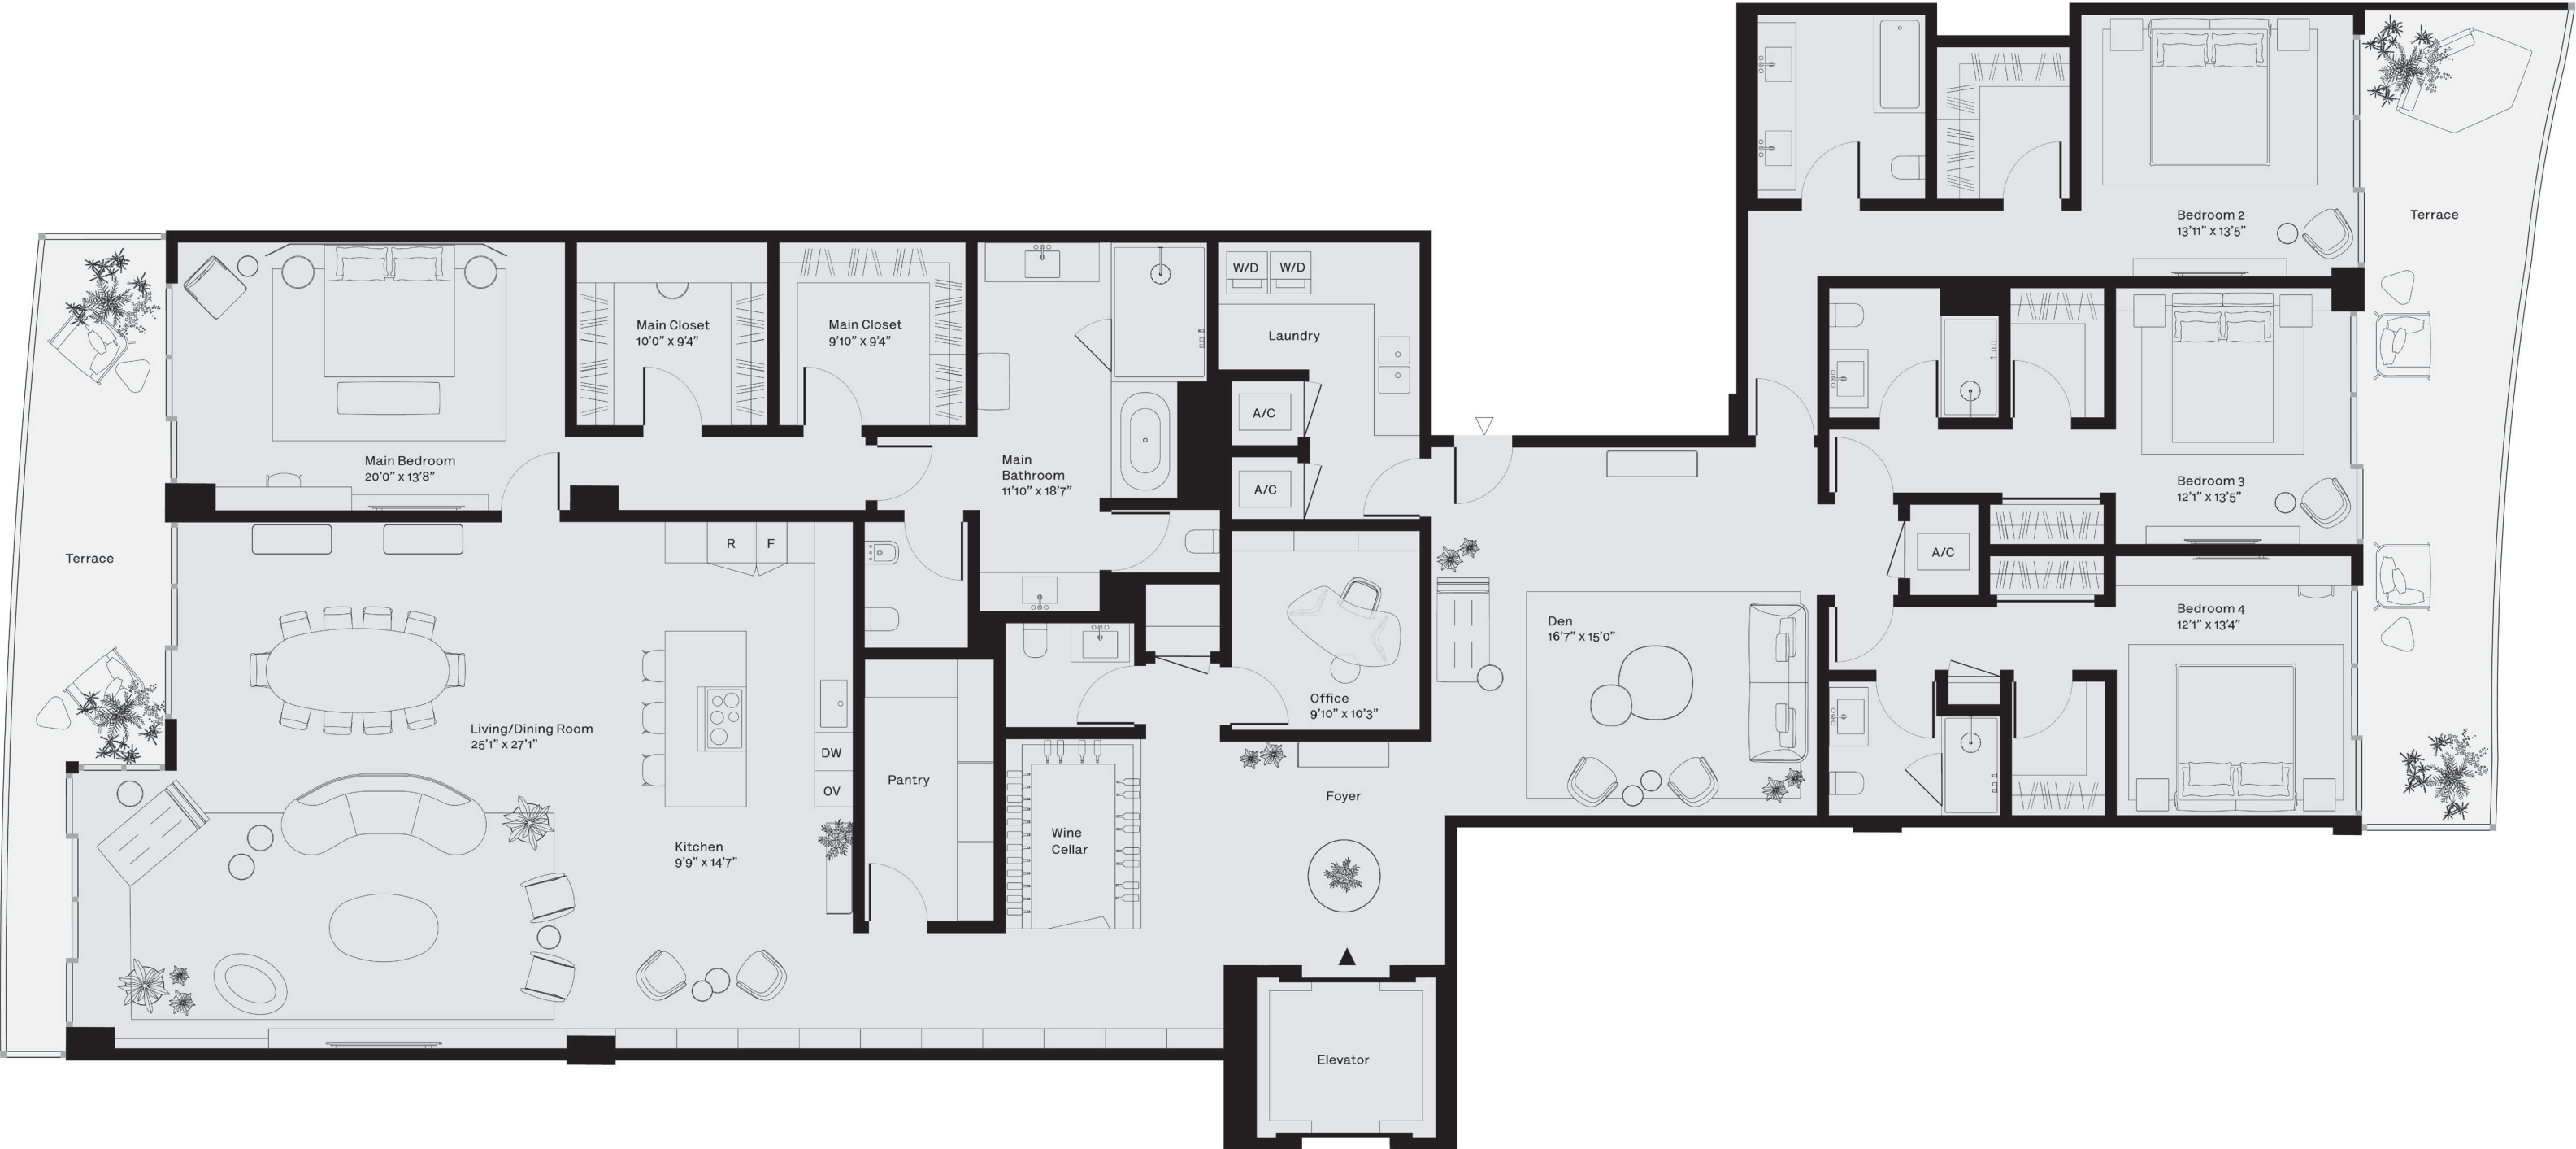 Bedroom 2
13'11" x 13'5"
Terrace
W/D
W/D
Main Closet
10'0" x 9'4"
Main Closet
9'10" x 9'4"
Laundry
A/C
Main Bedroom
20'0" x 13'8"
Main
Bathroom
11'10" x 18'7"
A/C
Bedroom 3
12'1" x 13'5"
Terrace
R
F
A/C
Bedroom 4
12'1" x 13'4"
Den
16'7" x 15'0"
Office
9'10" x 10'3"
Living/Dining Room
25'1" x 27'1"
DW
Pantry
OV
Foyer
Wine
Cellar
Kitchen
9'9" x 14'7"
Elevator